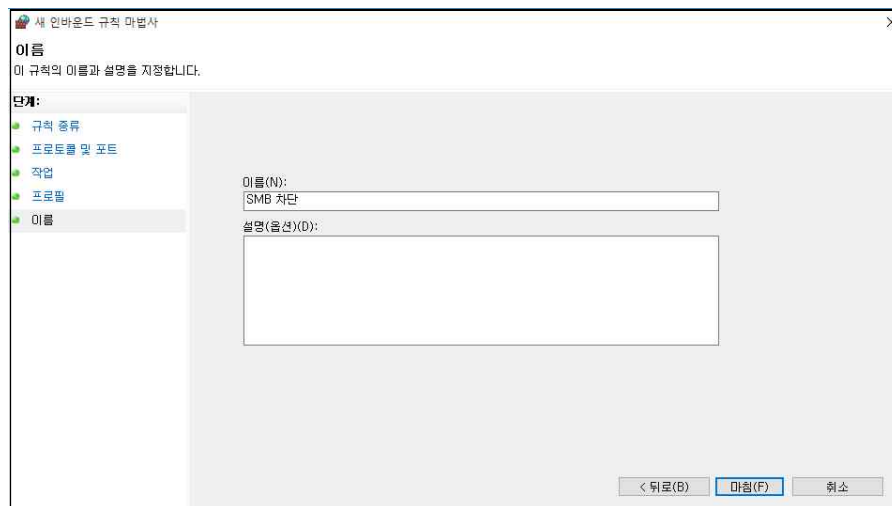 새 인바운드 규칙 마법사
이름
이 규칙의 이름과 설명을 지정합니다.
단계:
규칙 종류
프로토콜 및 포트
작업
프로필
이름
이름(N):
SMB 차단
설명(옵션)(D):
< 뒤로(B)
마침(F)
취소